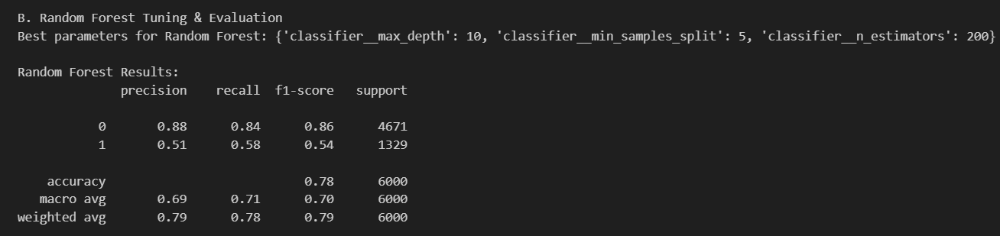 B. Random Forest Tuning & Evaluation
Best parameters for Random Forest: {'classifier__max_depth': 10, 'classifier__min_samples_split': 5, 'classifier__n_estimators': 200}
Random Forest Results:
precision recall f1-score support
0 0.88 0.84 0.86 4671
1 0.51 0.58 0.54 1329
accuracy 0.78 6000
macro avg 0.69 0.71 0.70 6000
weighted avg 0.79 0.78 0.79 6000